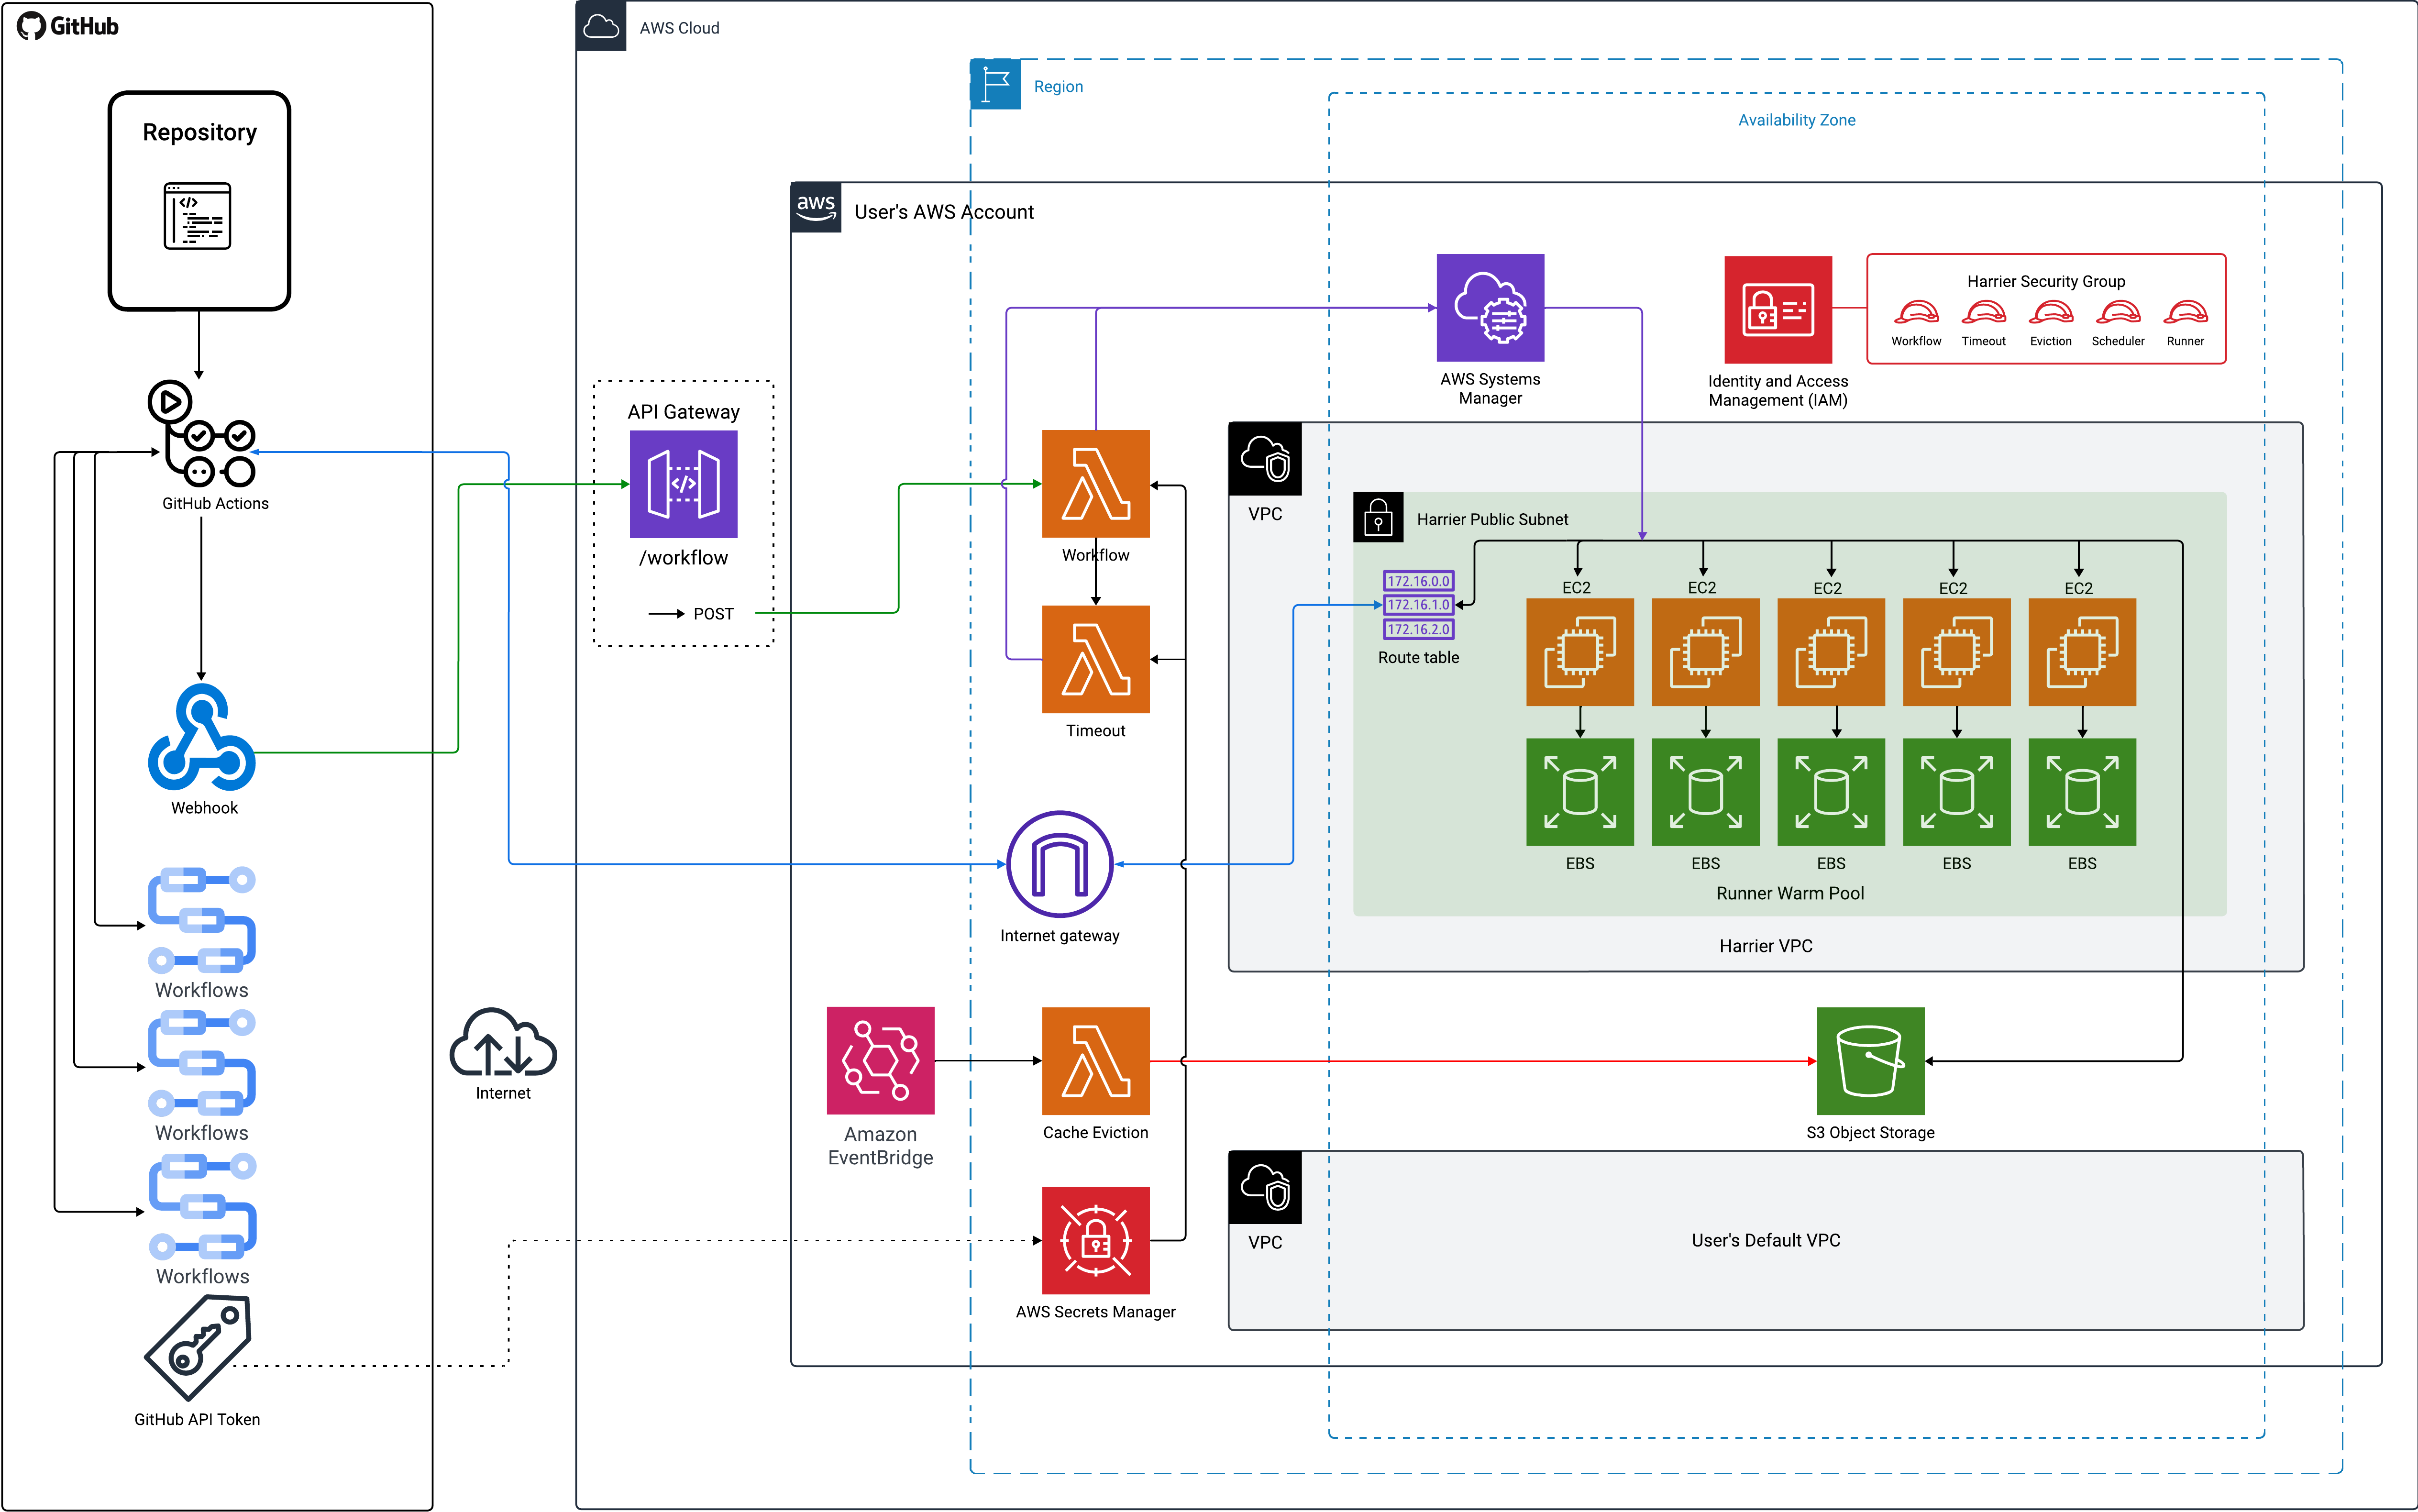 GitHub
Repository
</>
GitHub Actions
Webhook
Workflows
Workflows
Workflows
GitHub API Token
Internet
AWS Cloud
Region
Availability Zone
aws
User's AWS Account
API Gateway
</>
/workflow
POST
Workflow
Timeout
Internet gateway
Amazon
EventBridge
Cache Eviction
AWS Secrets Manager
AWS Systems
Manager
Identity and Access
Management (IAM)
Harrier Security Group
Workflow
Timeout
Eviction
Scheduler
Runner
VPC
Harrier Public Subnet
172.16.0.0
172.16.1.0
172.16.2.0
Route table
EC2
EC2
EC2
EC2
EC2
EBS
EBS
EBS
EBS
EBS
Runner Warm Pool
Harrier VPC
S3 Object Storage
VPC
User's Default VPC